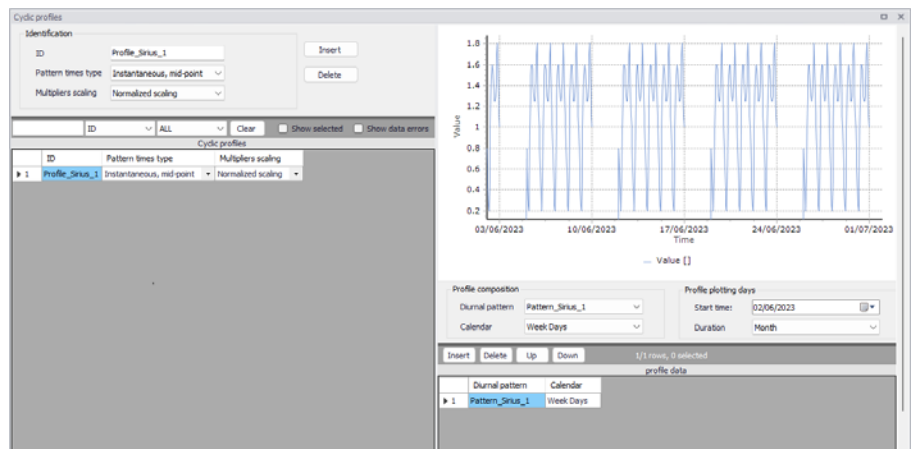 Cyclic profiles
Identification
ID Profile_Sirius_1 Insert
Pattern times type Instantaneous, mid-point Delete
Multipliers scaling Normalized scaling
ID ALL Clear Show selected Show data errors
Cyclic profiles
ID Pattern times type Multipliers scaling
1 Profile_Sirius_1 Instantaneous, mid-point Normalized scaling
1.8
1.6
1.4
1.2
1
0.8
0.6
0.4
0.2
Value
03/06/2023 10/06/2023 17/06/2023 24/06/2023 01/07/2023
Time
Value []
Profile composition Profile plotting days
Diurnal pattern Pattern_Sirius_1 Start time: 02/06/2023
Calendar Week Days Duration Month
Insert Delete Up Down 1/1 rows, 0 selected
profile data
Diurnal pattern Calendar
1 Pattern_Sirius_1 Week Days